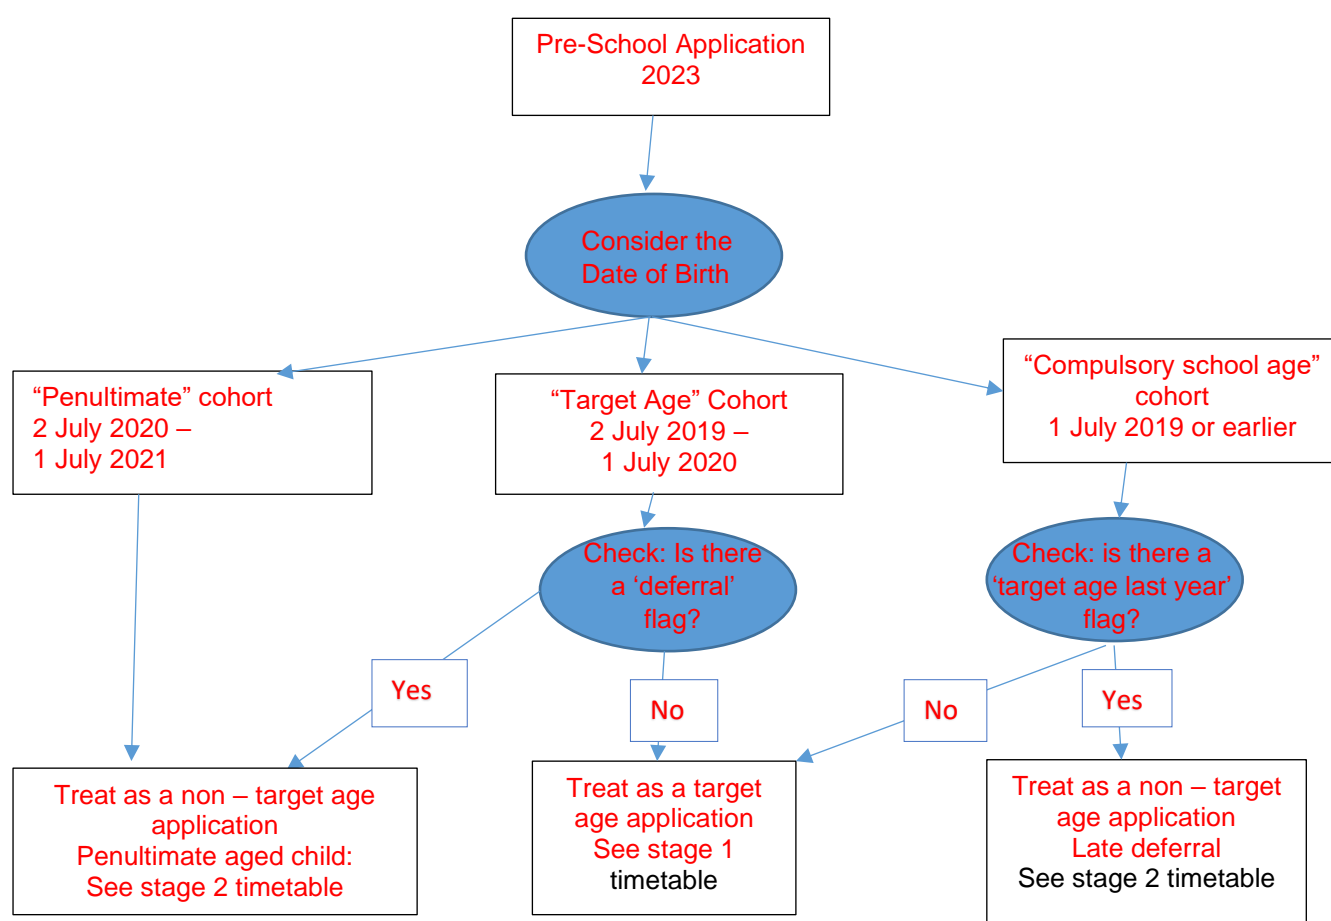 Pre-School Application
2023
Consider the
Date of Birth
“Penultimate” cohort
2 July 2020 –
1 July 2021
“Target Age” Cohort
2 July 2019 –
1 July 2020
“Compulsory school age”
cohort
1 July 2019 or earlier
Check: Is there
a ‘deferral’
flag?
Check: is there a
‘target age last year’
flag?
Yes
No
No
Yes
Treat as a non – target age
application
Penultimate aged child:
See stage 2 timetable
Treat as a target
age application
See stage 1
timetable
Treat as a non – target
age application
Late deferral
See stage 2 timetable